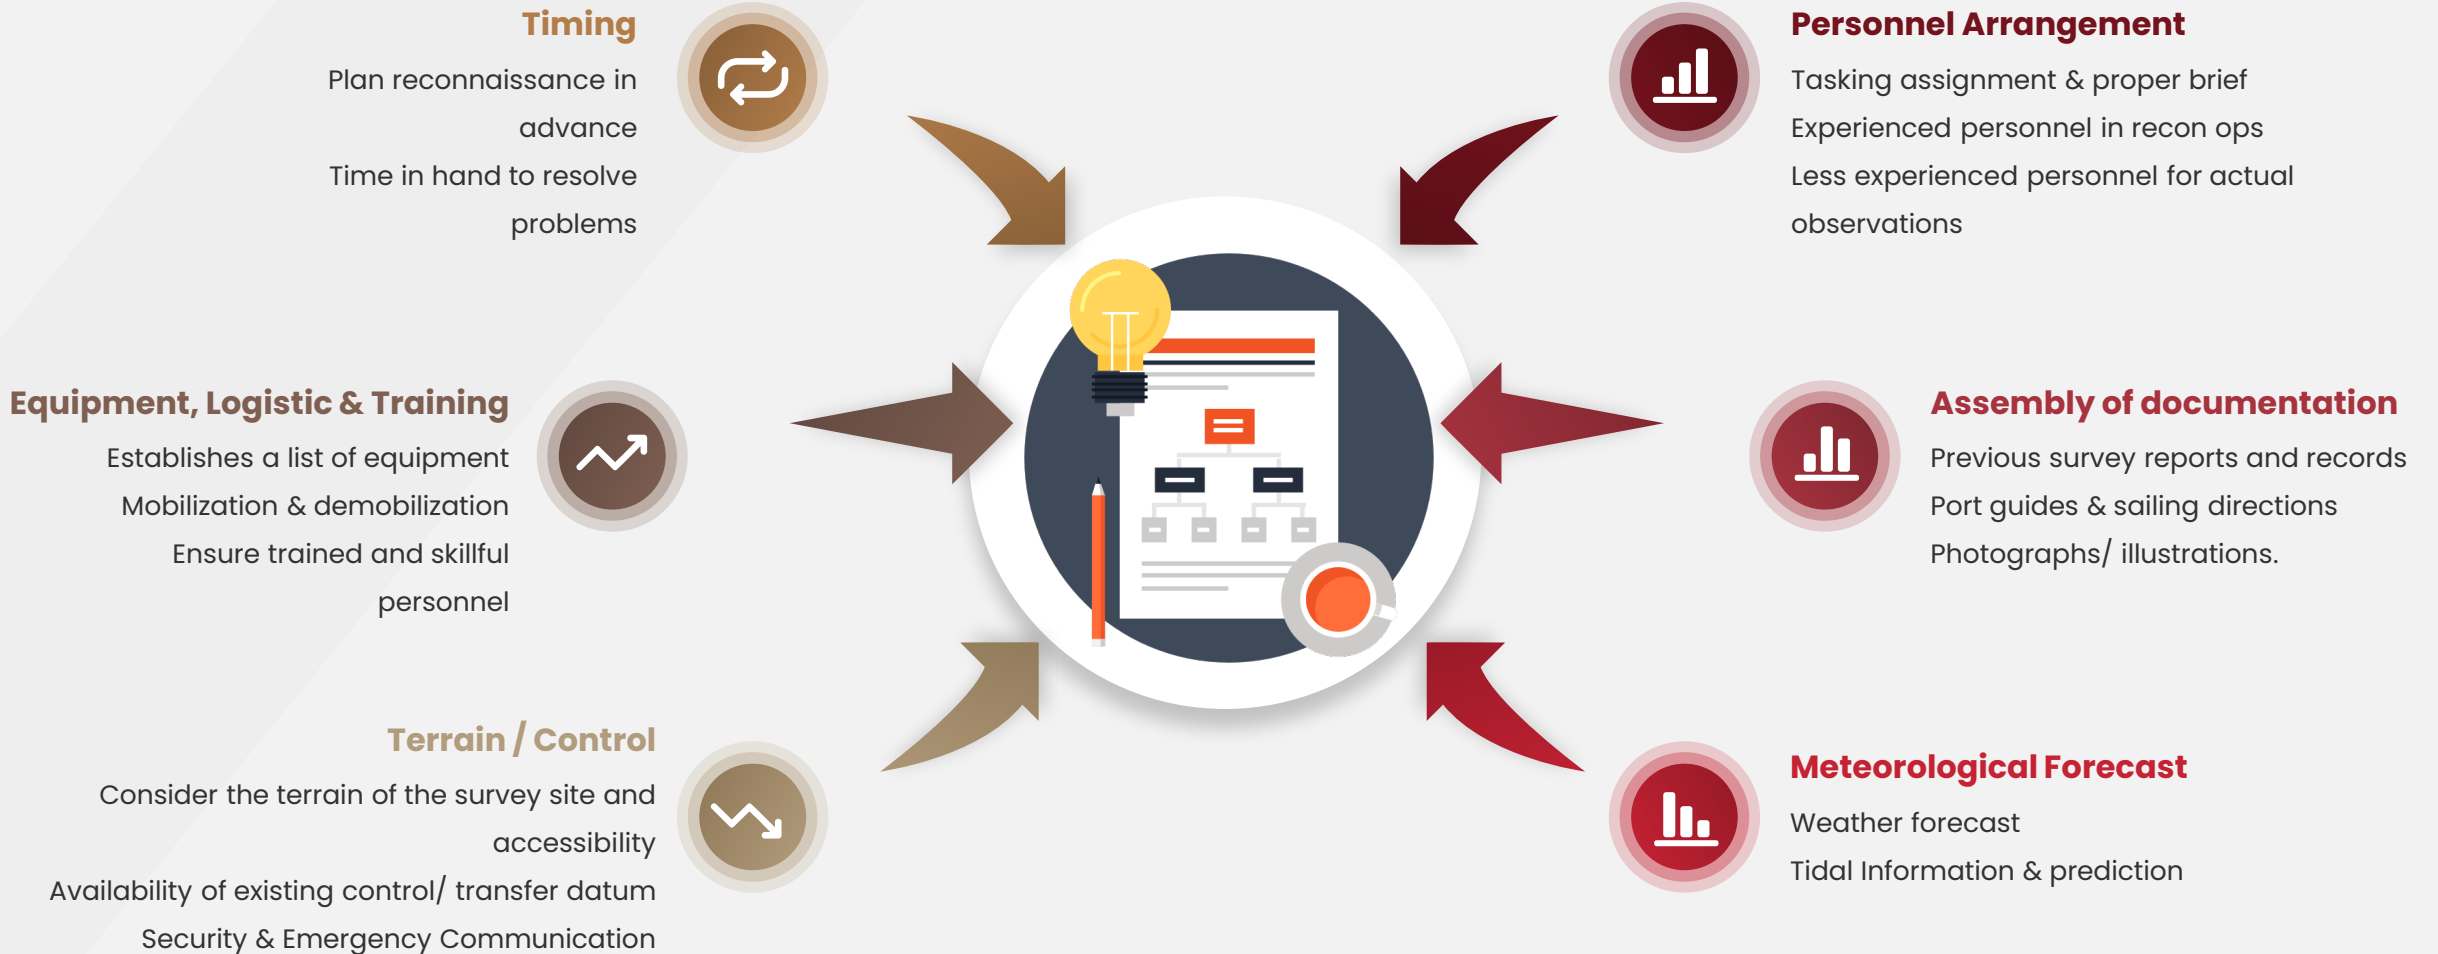 Timing
Plan reconnaissance in
advance
Time in hand to resolve
problems
Equipment, Logistic & Training
Establishes a list of equipment
Mobilization & demobilization
Ensure trained and skillful
personnel
Terrain / Control
Consider the terrain of the survey site and
accessibility
Availability of existing control/ transfer datum
Security & Emergency Communication
Personnel Arrangement
Tasking assignment & proper brief
Experienced personnel in recon ops
Less experienced personnel for actual
observations
Assembly of documentation
Previous survey reports and records
Port guides & sailing directions
Photographs/ illustrations.
Meteorological Forecast
Weather forecast
Tidal Information & prediction